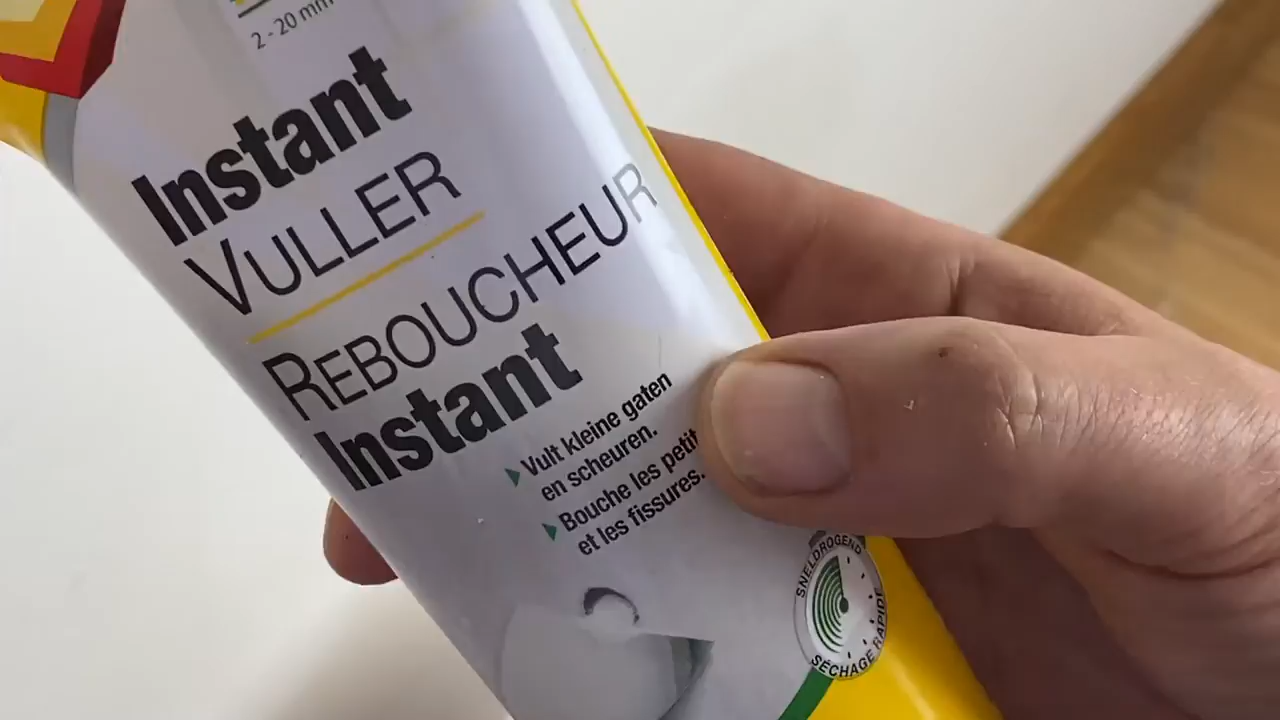 2 - 20 mm
Instant
VULLER
REBOUCHEUR
Instant
Vult kleine gaten
en scheuren.
Bouche les petit
et les fissures.
SNELDROGEND
SÉCHAGE RAPIDE